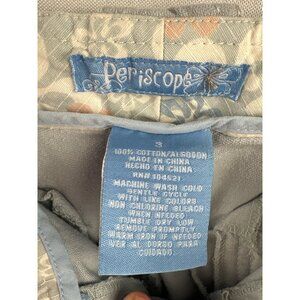 Periscope
3
100% COTTON/ALGODON
MADE IN CHINA
HECHO EN CHINA
RN# 104521
MACHINE WASH COLD
GENTLE CYCLE
WITH LIKE COLORS
NON CHLORINE BLEACH
WHEN NEEDED
TUMBLE DRY LOW
REMOVE PROMPTLY
WARM IRON IF NEEDED
VER AL DORSO PARA
CUIDADO.